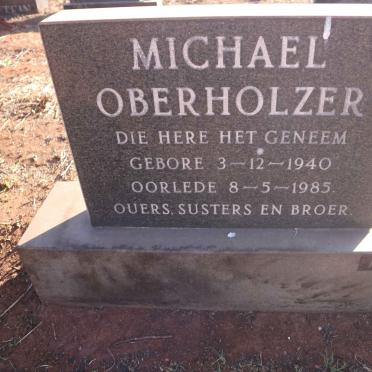 MICHAEL
OBERHOLZER
DIE HERE HET GENEEM
GEBORE 3-12-1940
OORLEDE 8-5-1985.
OUERS, SUSTERS EN BROER.